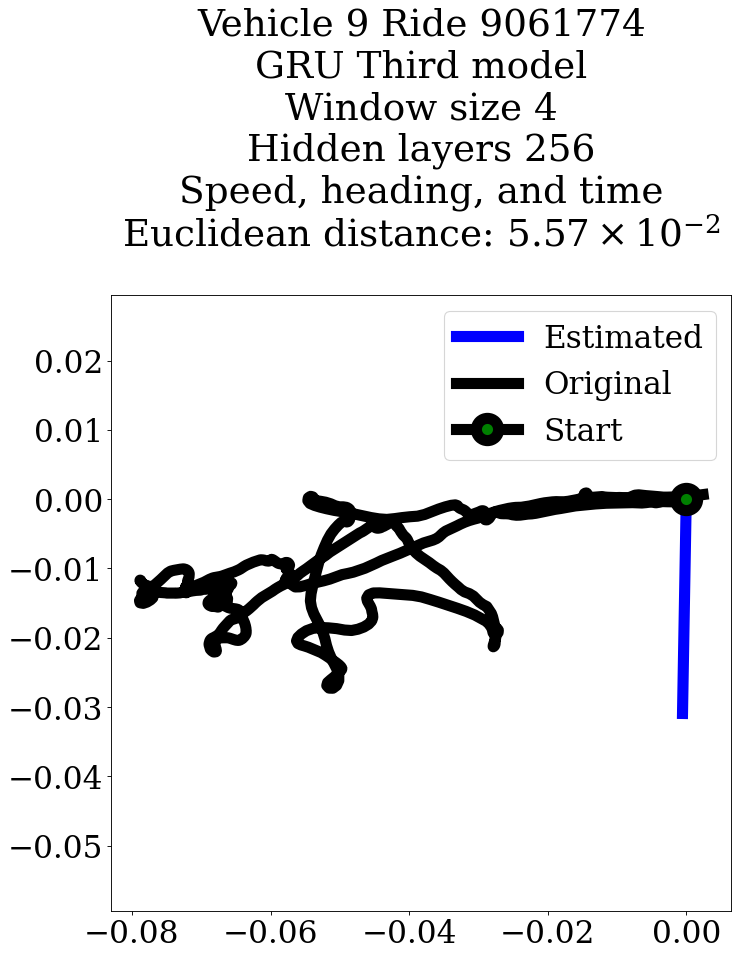 Vehicle 9 Ride 9061774
GRU Third model
Window size 4
Hidden layers 256
Speed, heading, and time
Euclidean distance: 5.57 × 10⁻²
Estimated
Original
Start
0.02
0.01
0.00
−0.01
−0.02
−0.03
−0.04
−0.05
−0.08 −0.06 −0.04 −0.02 0.00